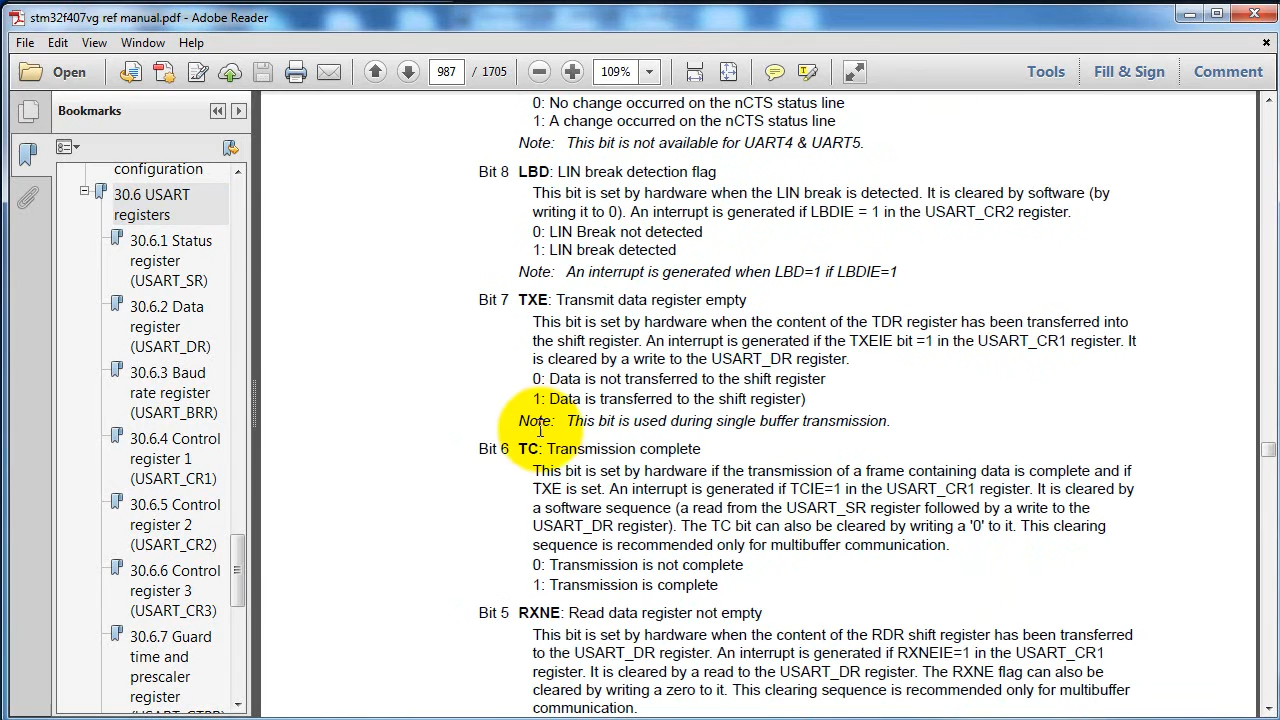 stm32f407vg ref manual.pdf - Adobe Reader
File Edit View Window Help
Open 987 / 1705 109% Tools Fill & Sign Comment
Bookmarks
configuration
30.6 USART
registers
30.6.1 Status
register
(USART_SR)
30.6.2 Data
register
(USART_DR)
30.6.3 Baud
rate register
(USART_BRR)
30.6.4 Control
register 1
(USART_CR1)
30.6.5 Control
register 2
(USART_CR2)
30.6.6 Control
register 3
(USART_CR3)
30.6.7 Guard
time and
prescaler
register
(USART_GTPR)
0: No change occurred on the nCTS status line
1: A change occurred on the nCTS status line
Note: This bit is not available for UART4 & UART5.
Bit 8 LBD: LIN break detection flag
This bit is set by hardware when the LIN break is detected. It is cleared by software (by
writing it to 0). An interrupt is generated if LBDIE = 1 in the USART_CR2 register.
0: LIN Break not detected
1: LIN break detected
Note: An interrupt is generated when LBD=1 if LBDIE=1
Bit 7 TXE: Transmit data register empty
This bit is set by hardware when the content of the TDR register has been transferred into
the shift register. An interrupt is generated if the TXEIE bit =1 in the USART_CR1 register. It
is cleared by a write to the USART_DR register.
0: Data is not transferred to the shift register
1: Data is transferred to the shift register)
Note: This bit is used during single buffer transmission.
Bit 6 TC: Transmission complete
This bit is set by hardware if the transmission of a frame containing data is complete and if
TXE is set. An interrupt is generated if TCIE=1 in the USART_CR1 register. It is cleared by
a software sequence (a read from the USART_SR register followed by a write to the
USART_DR register). The TC bit can also be cleared by writing a '0' to it. This clearing
sequence is recommended only for multibuffer communication.
0: Transmission is not complete
1: Transmission is complete
Bit 5 RXNE: Read data register not empty
This bit is set by hardware when the content of the RDR shift register has been transferred
to the USART_DR register. An interrupt is generated if RXNEIE=1 in the USART_CR1
register. It is cleared by a read to the USART_DR register. The RXNE flag can also be
cleared by writing a zero to it. This clearing sequence is recommended only for multibuffer
communication.